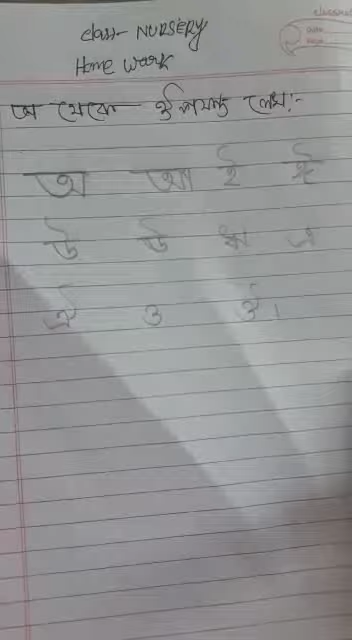 class- NURSERY
Home Work
অ থেকে ঔ পর্যন্ত লেখ:-
অ আ ই ঈ
উ ঊ ঋ এ
ঐ ও ঔ।